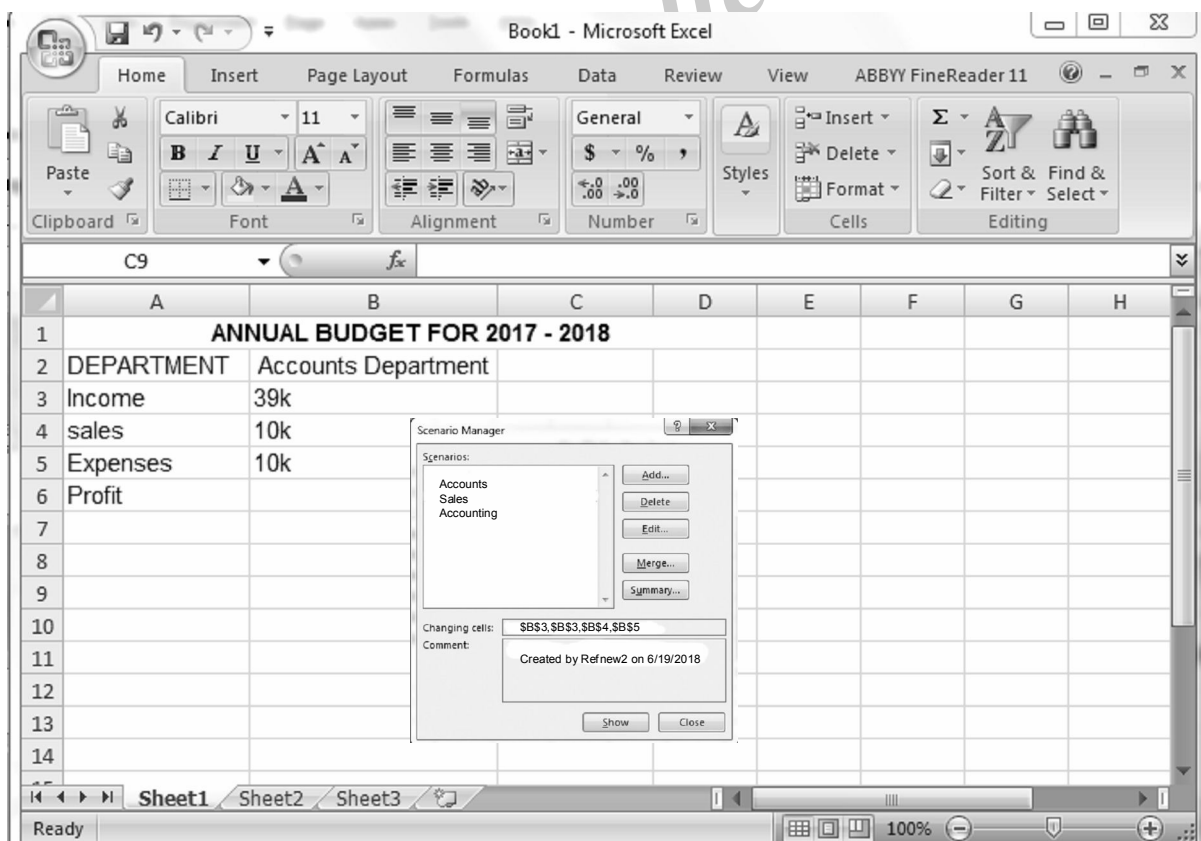 Book1 - Microsoft Excel
Home Insert Page Layout Formulas Data Review View ABBYY FineReader 11
Paste
Calibri 11
B I U A A
A
General
$ % ,
.0 .00
.00 .0
Styles
Insert
Delete
Format
Σ
Sort & Filter
Find & Select
Clipboard Font Alignment Number Cells Editing
C9 fx
A B C D E F G H
1 ANNUAL BUDGET FOR 2017 - 2018
2 DEPARTMENT Accounts Department
3 Income 39k
4 sales 10k
5 Expenses 10k
6 Profit
7
8
9
10
11
12
13
14
Scenario Manager
Scenarios:
Accounts
Sales
Accounting
Add...
Delete
Edit...
Merge...
Summary...
Changing cells: $B$3,$B$3,$B$4,$B$5
Comment:
Created by Refnew2 on 6/19/2018
Show Close
Sheet1 Sheet2 Sheet3
Ready 100%